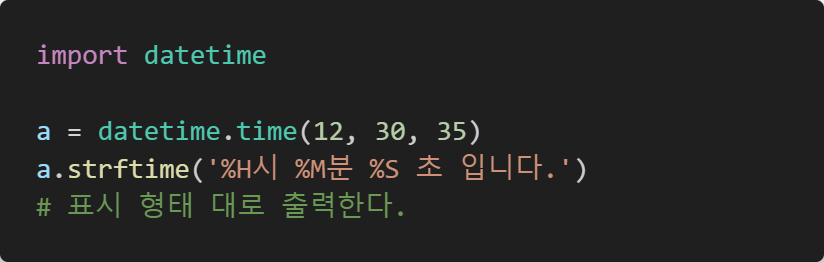 import datetime
a = datetime.time(12, 30, 35)
a.strftime('%H시 %M분 %S 초 입니다.')
# 표시 형태 대로 출력한다.